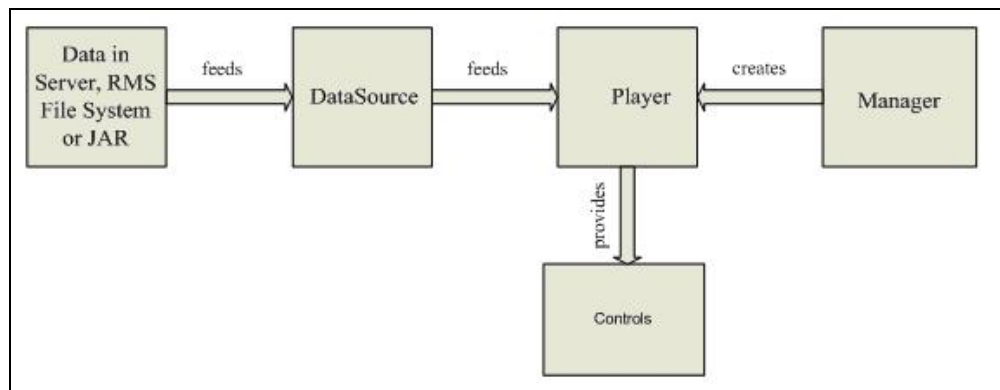 Data in
Server, RMS
File System
or JAR
feeds
DataSource
feeds
Player
creates
Manager
provides
Controls